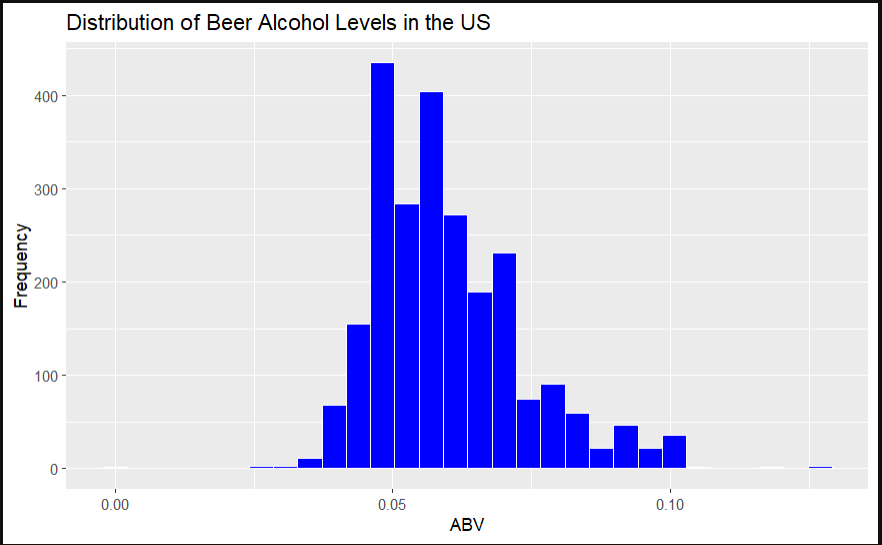 Distribution of Beer Alcohol Levels in the US
Frequency
400
300
200
100
0
0.00 0.05 0.10
ABV